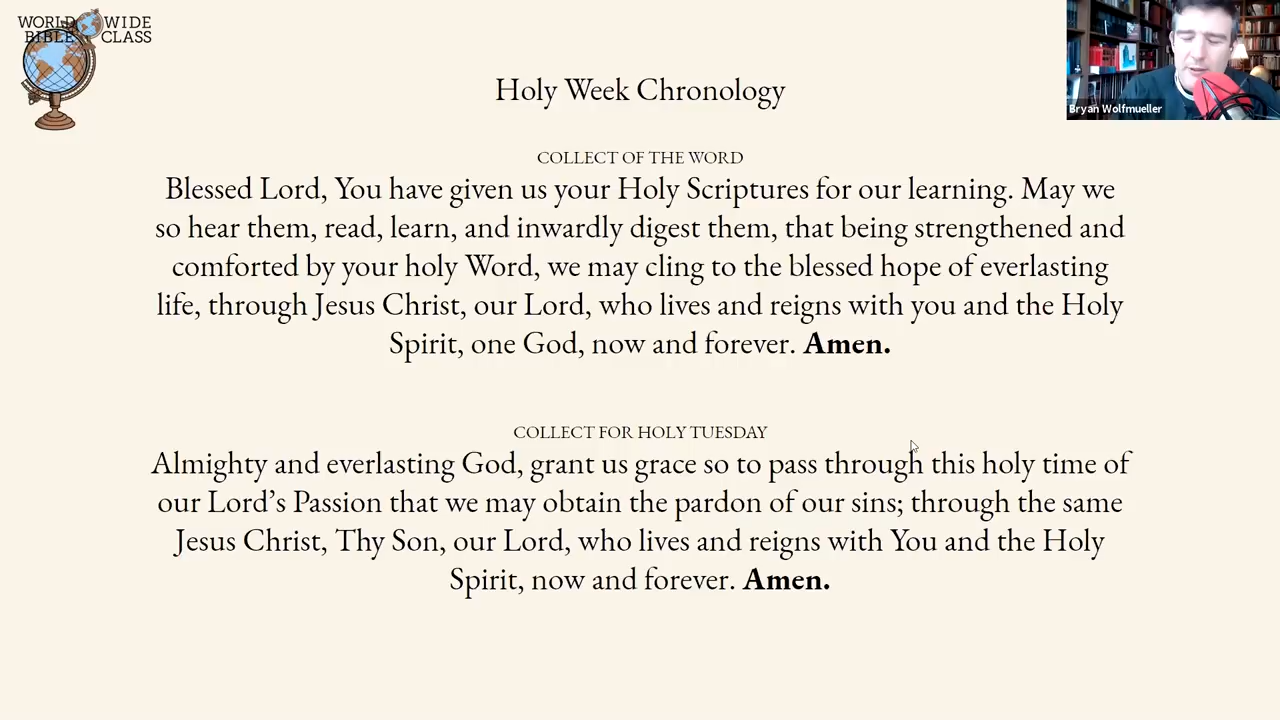 WORLD WIDE
BIBLE CLASS
Bryan Wolfmueller
Holy Week Chronology
COLLECT OF THE WORD
Blessed Lord, You have given us your Holy Scriptures for our learning. May we
so hear them, read, learn, and inwardly digest them, that being strengthened and
comforted by your holy Word, we may cling to the blessed hope of everlasting
life, through Jesus Christ, our Lord, who lives and reigns with you and the Holy
Spirit, one God, now and forever. Amen.
COLLECT FOR HOLY TUESDAY
Almighty and everlasting God, grant us grace so to pass through this holy time of
our Lord’s Passion that we may obtain the pardon of our sins; through the same
Jesus Christ, Thy Son, our Lord, who lives and reigns with You and the Holy
Spirit, now and forever. Amen.